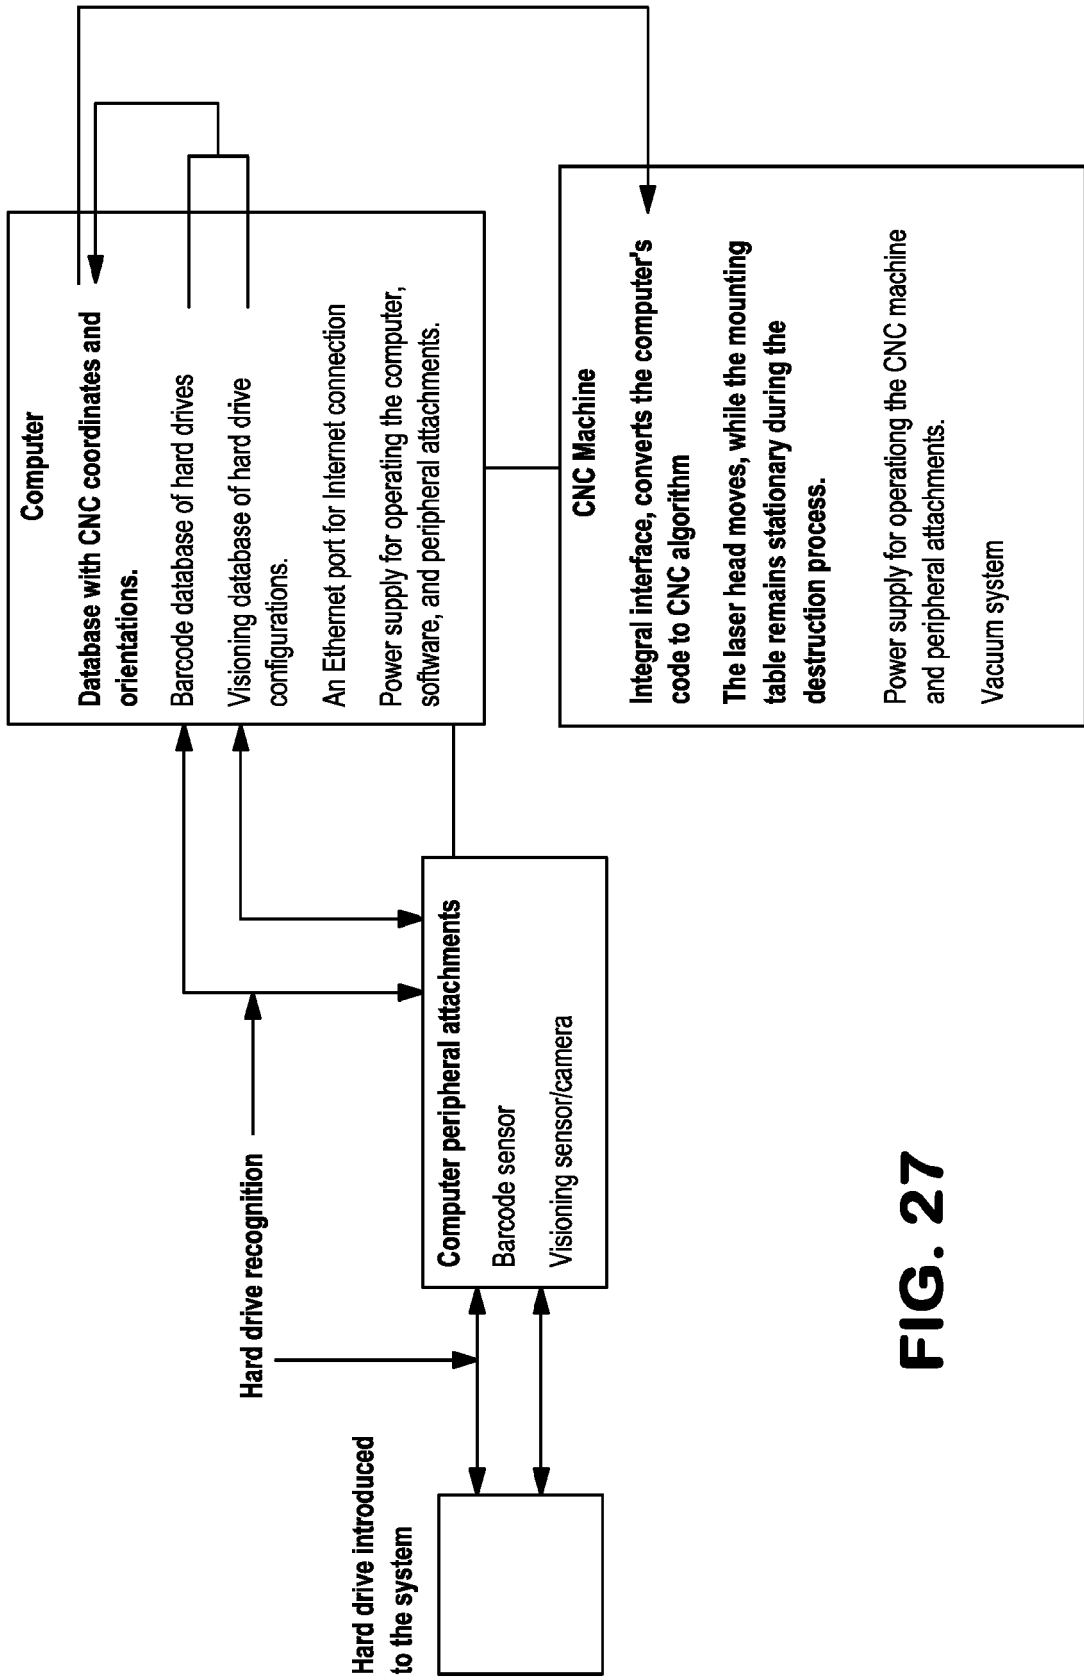 Computer
Database with CNC coordinates and
orientations.
Barcode database of hard drives
Visioning database of hard drive
configurations.
An Ethernet port for Internet connection
Power supply for operating the computer,
software, and peripheral attachments.
Hard drive recognition
Hard drive introduced
to the system
Computer peripheral attachments
Barcode sensor
Visioning sensor/camera
CNC Machine
Integral interface, converts the computer's
code to CNC algorithm
The laser head moves, while the mounting
table remains stationary during the
destruction process.
Power supply for operationg the CNC machine
and peripheral attachments.
Vacuum system
FIG. 27